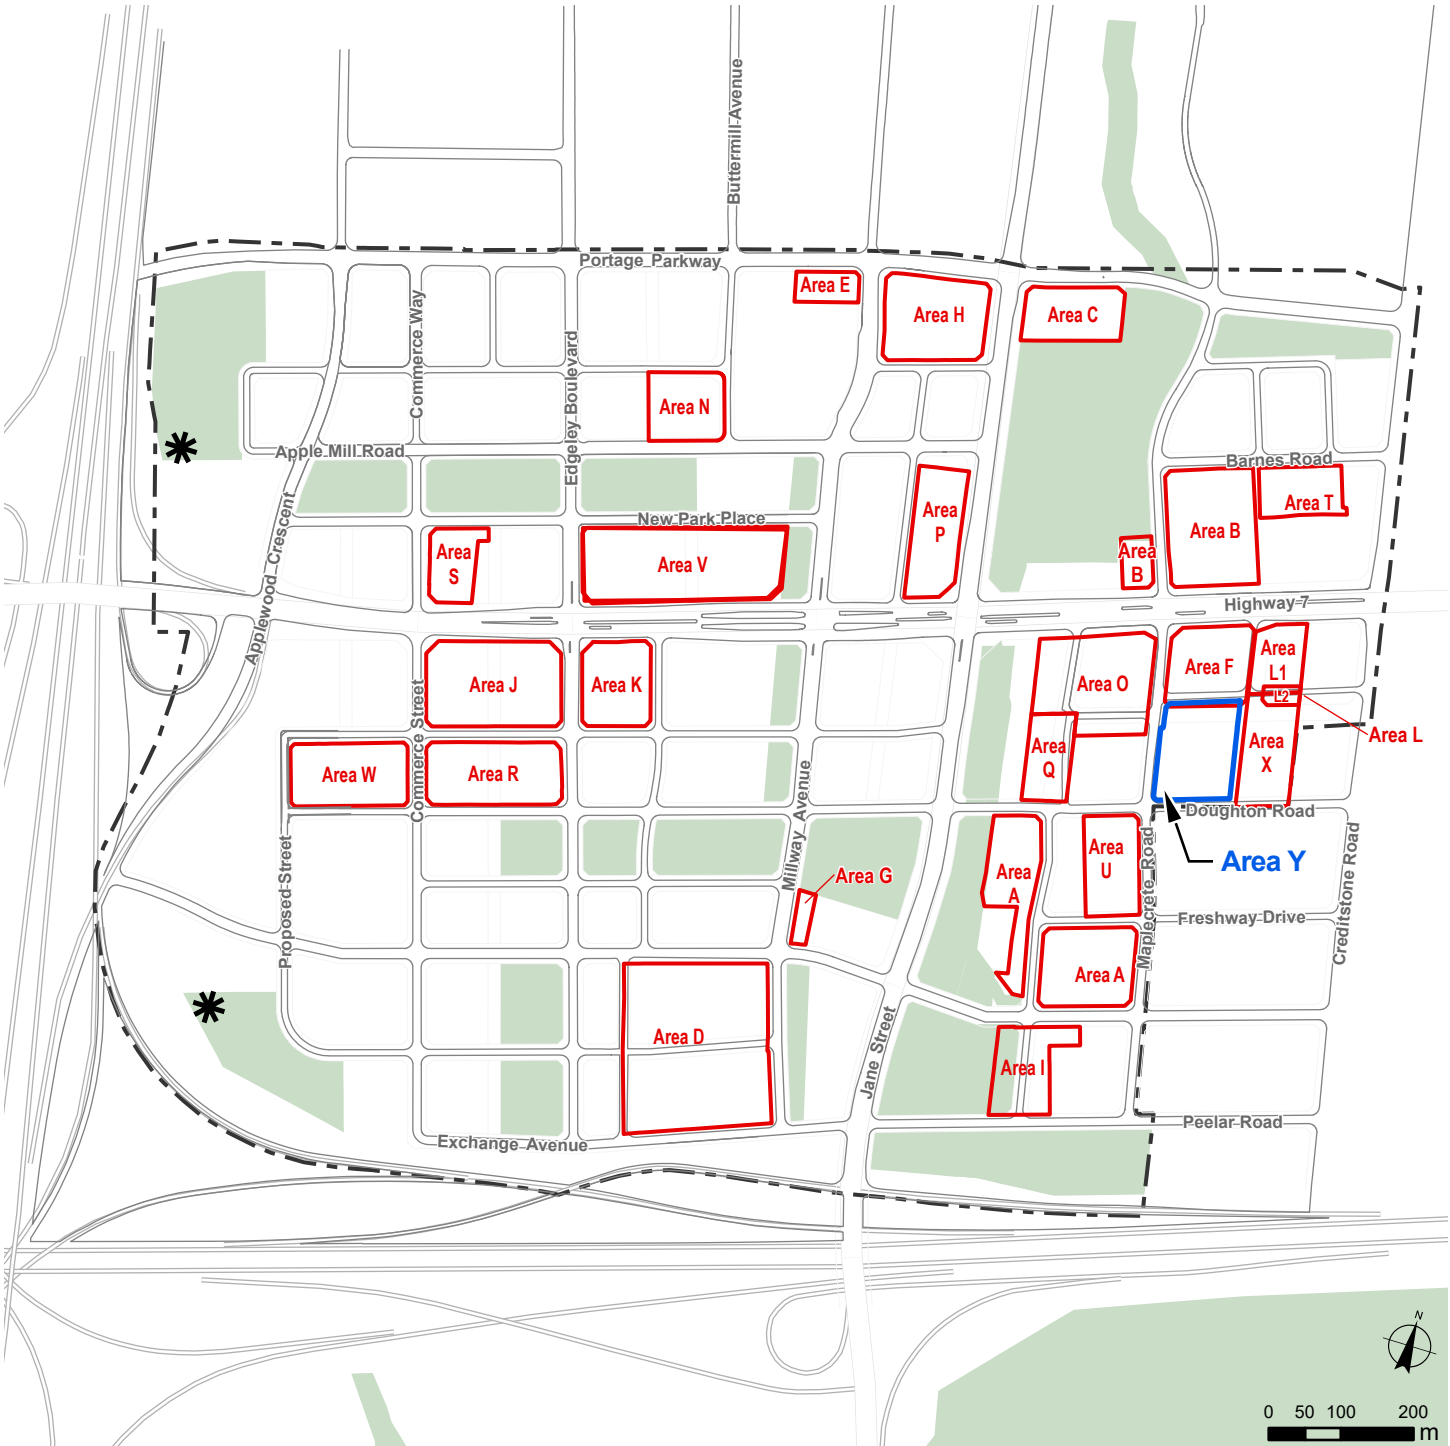 Buttermill Avenue
Portage Parkway
Area E
Area H
Area C
Commerce Way
Edgeley Boulevard
Area N
Apple Mill Road
Barnes Road
Area
P
Area B
Area T
New Park Place
Applewood Crescent
Area
S
Area V
Area
B
Highway 7
Area J
Area K
Area O
Area F
Area
L1
L2
Area L
Area
Q
Area
X
Area W
Commerce Street
Area R
Millway Avenue
Doughton Road
Area Y
Proposed Street
Area G
Area
A
Area
U
Maplecrete Road
Creditstone Road
Freshway Drive
Area A
Area D
Jane Street
Area I
Exchange Avenue
Peelar Road
N
0 50 100 200
m